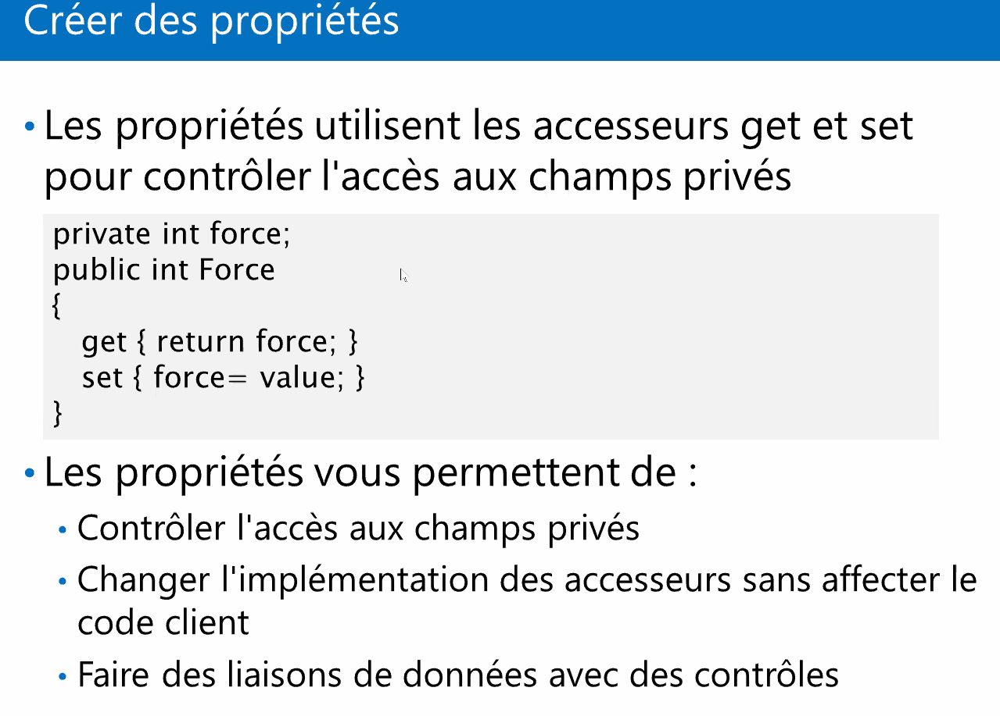 Créer des propriétés
• Les propriétés utilisent les accesseurs get et set
pour contrôler l'accès aux champs privés
private int force;
public int Force
{
get { return force; }
set { force= value; }
}
• Les propriétés vous permettent de :
• Contrôler l'accès aux champs privés
• Changer l'implémentation des accesseurs sans affecter le
code client
• Faire des liaisons de données avec des contrôles